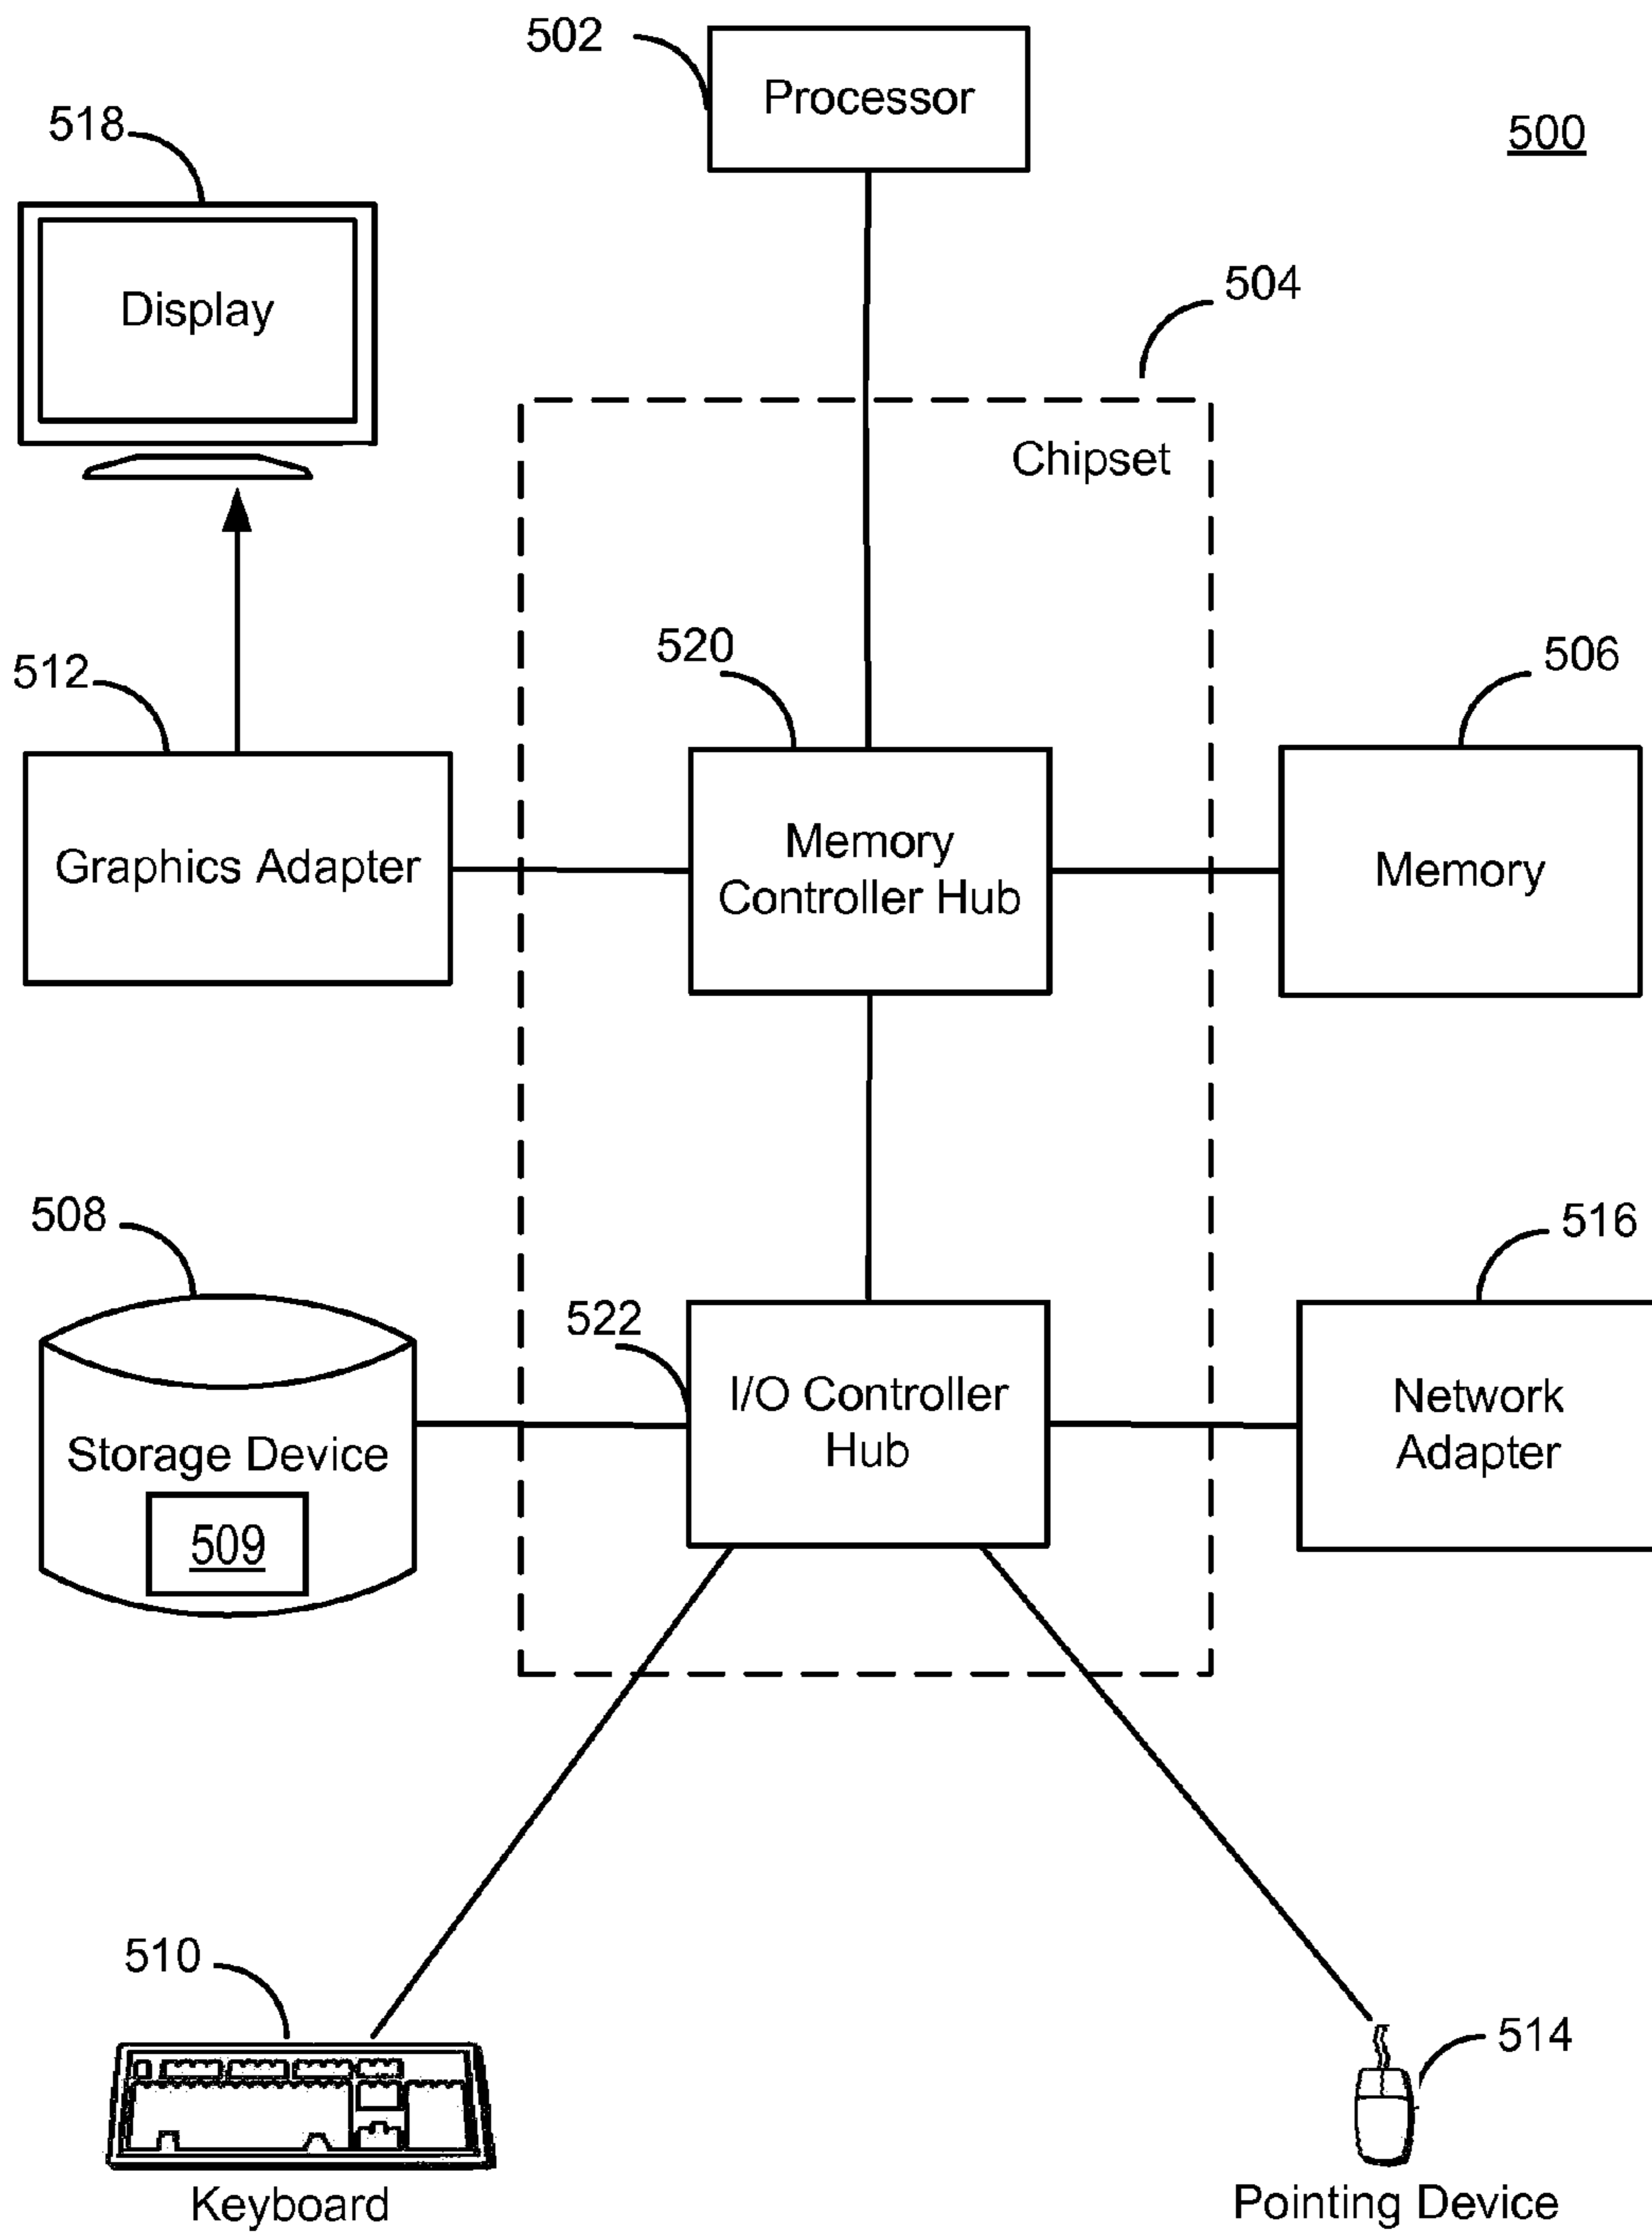 502
Processor
518
500
Display
504
Chipset
520
506
512
Memory
Controller Hub
Graphics Adapter
Memory
508
516
522
I/O Controller
Hub
Network
Adapter
Storage Device
509
510
514
Keyboard
Pointing Device